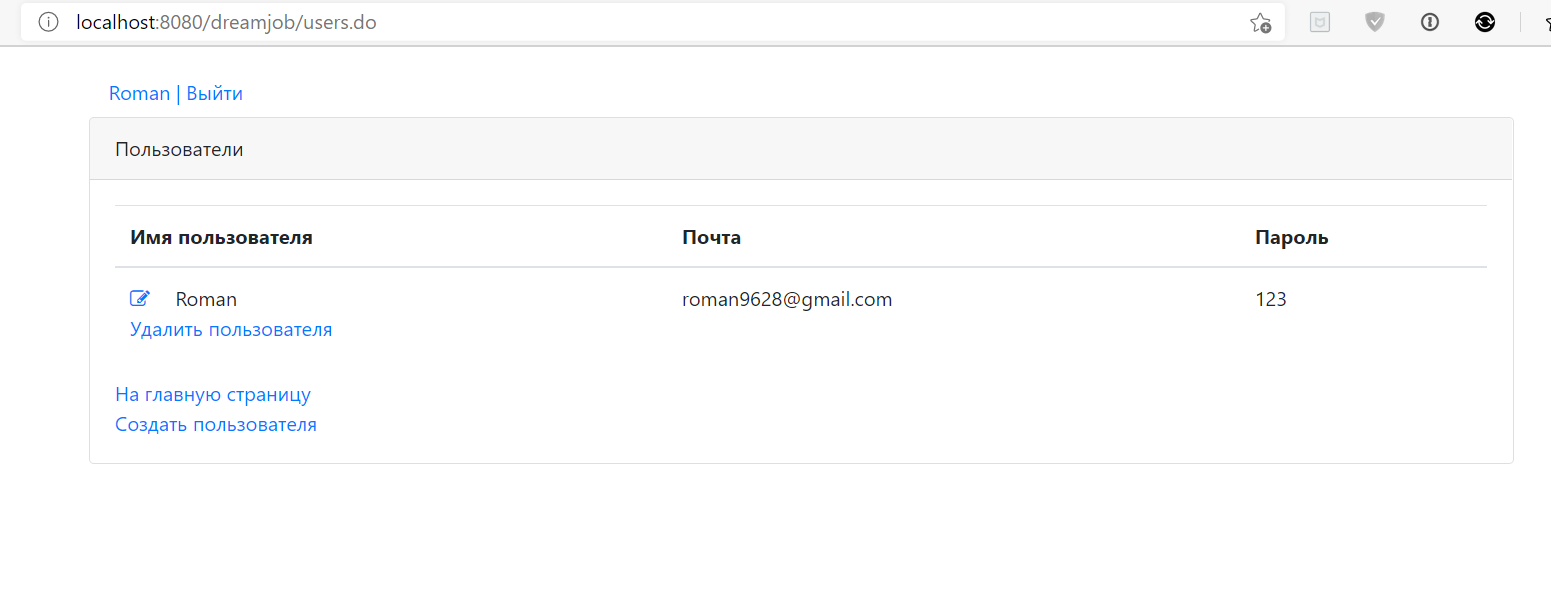 localhost:8080/dreamjob/users.do
Roman | Выйти
Пользователи
Имя пользователя Почта Пароль
Roman roman9628@gmail.com 123
Удалить пользователя
На главную страницу
Создать пользователя